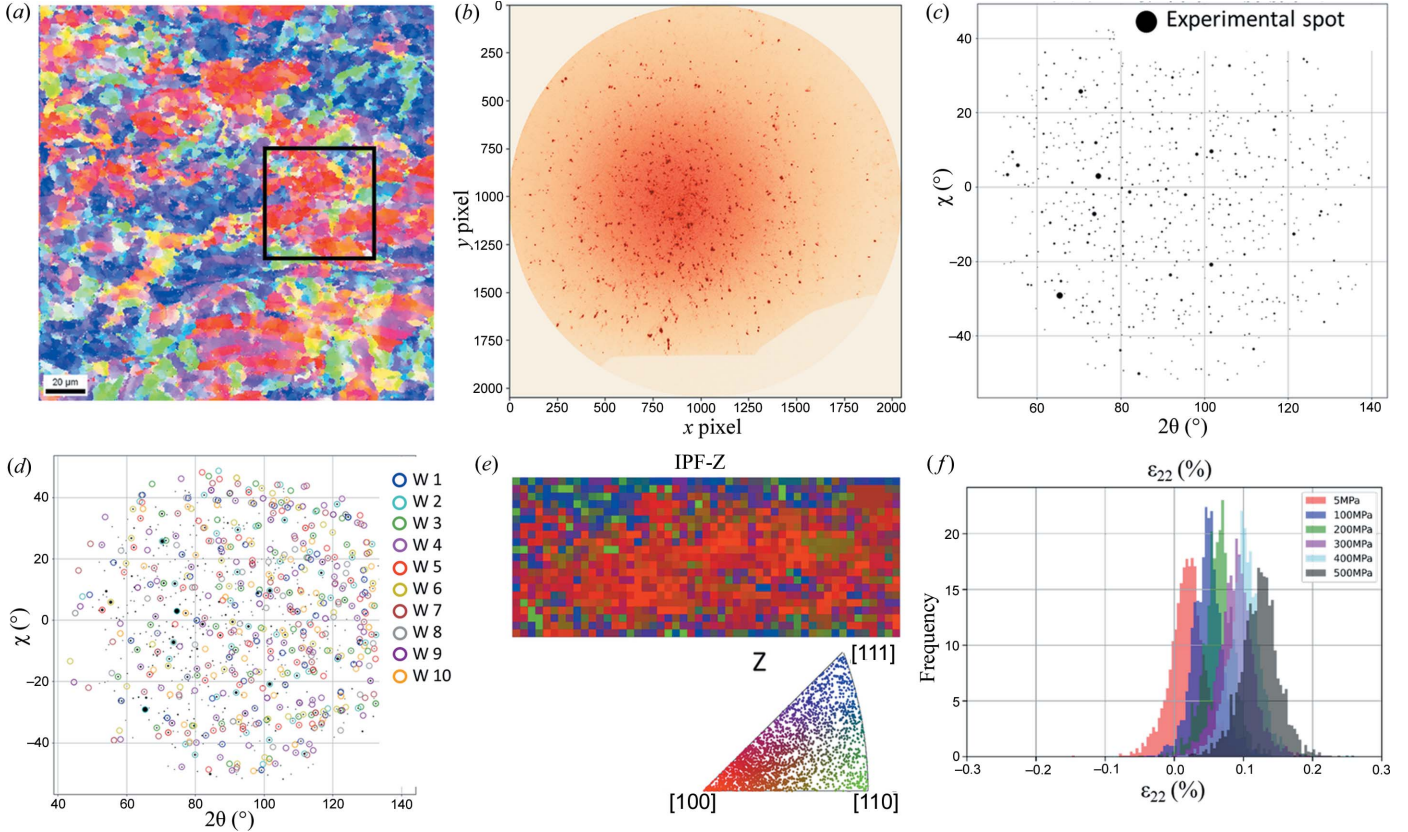 (a)
20 µm
(b)
0
250
500
750
1000
1250
1500
1750
2000
y pixel
0 250 500 750 1000 1250 1500 1750 2000
x pixel
(c)
Experimental spot
40
20
0
−20
−40
χ (°)
60 80 100 120 140
2θ (°)
(d)
40
20
0
−20
−40
χ (°)
40 60 80 100 120 140
2θ (°)
W 1
W 2
W 3
W 4
W 5
W 6
W 7
W 8
W 9
W 10
(e)
IPF-Z
Z
[111]
[100]
[110]
(f)
ε22 (%)
5MPa
100MPa
200MPa
300MPa
400MPa
500MPa
20
15
10
5
0
Frequency
−0.3 −0.2 −0.1 0.0 0.1 0.2 0.3
ε22 (%)